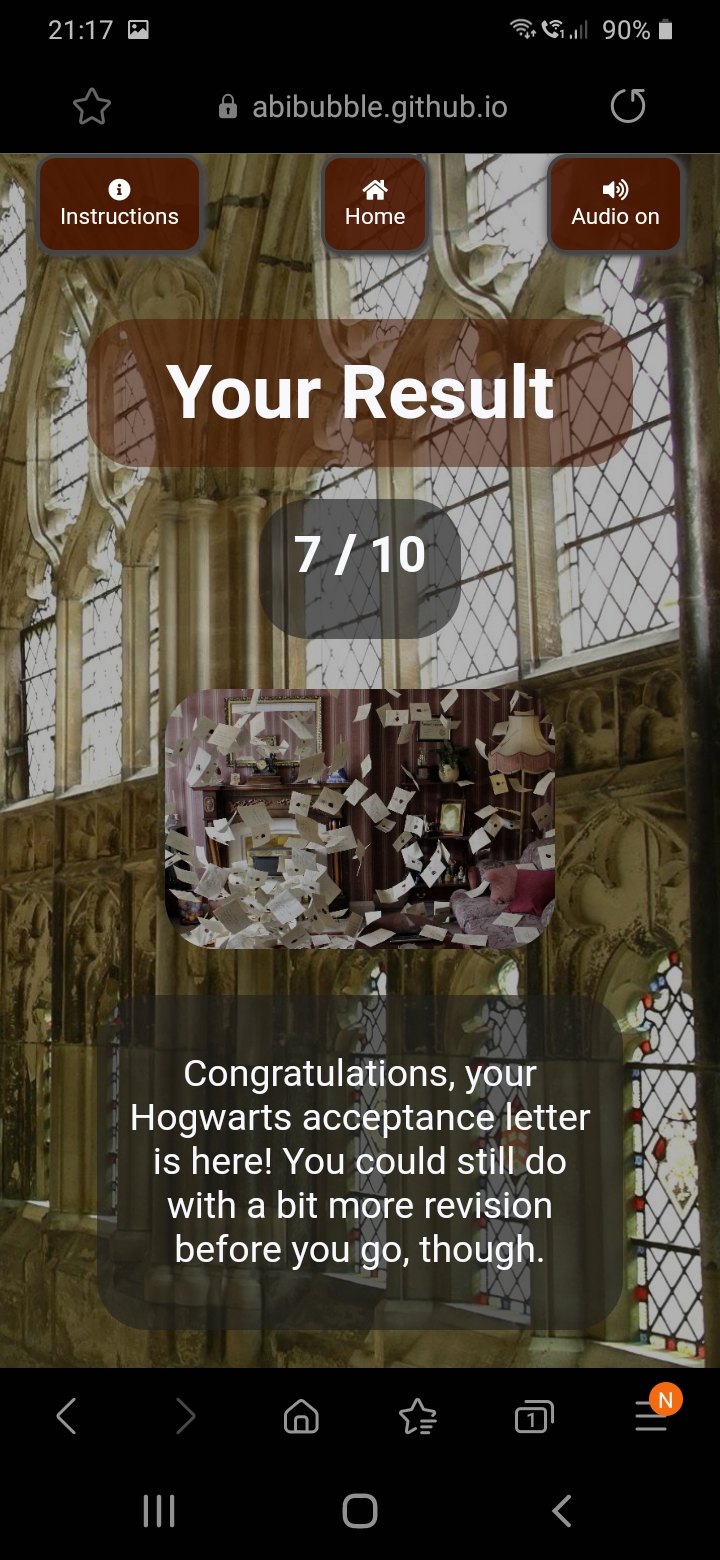 21:17
90%
abibubble.github.io
Instructions
Home
Audio on
Your Result
7 / 10
Congratulations, your
Hogwarts acceptance letter
is here! You could still do
with a bit more revision
before you go, though.
1
N